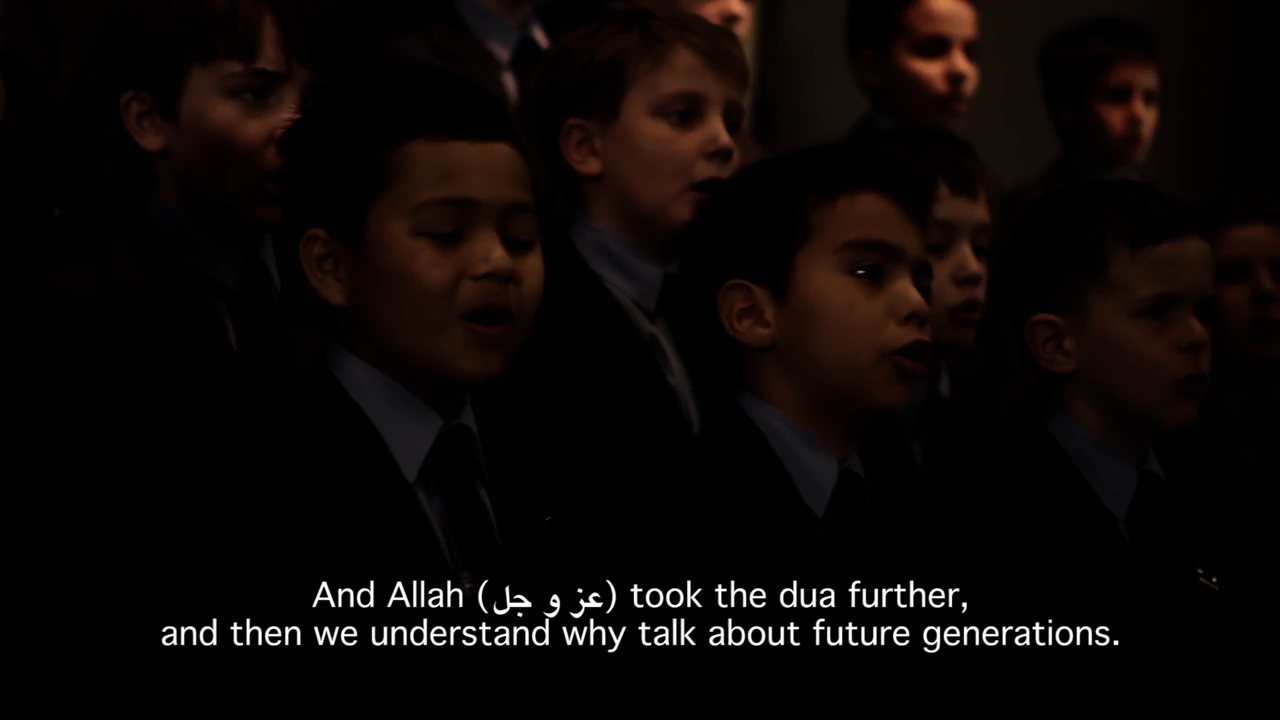 And Allah (عز و جل) took the dua further,
and then we understand why talk about future generations.